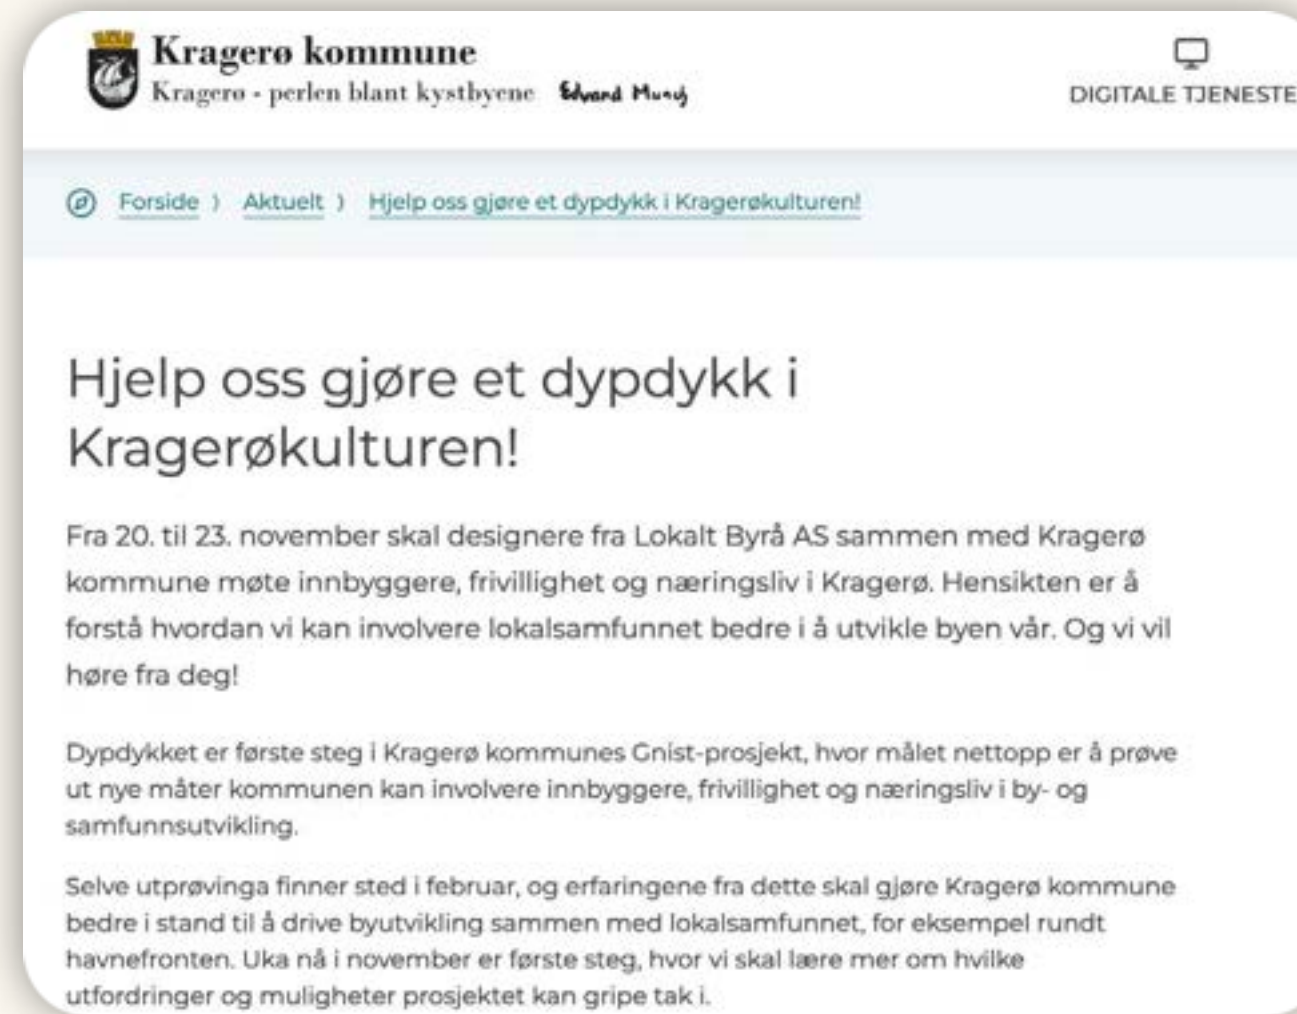 Kragerø kommune
Kragerø - perlen blant kystbyene Edvard Munch
DIGITALE TJENESTE
Forside ⟩ Aktuelt ⟩ Hjelp oss gjøre et dypdykk i Kragerøkulturen!
Hjelp oss gjøre et dypdykk i
Kragerøkulturen!
Fra 20. til 23. november skal designere fra Lokalt Byrå AS sammen med Kragerø
kommune møte innbyggere, frivillighet og næringsliv i Kragerø. Hensikten er å
forstå hvordan vi kan involvere lokalsamfunnet bedre i å utvikle byen vår. Og vi vil
høre fra deg!
Dypdykket er første steg i Kragerø kommunes Gnist-prosjekt, hvor målet nettopp er å prøve
ut nye måter kommunen kan involvere innbyggere, frivillighet og næringsliv i by- og
samfunnsutvikling.
Selve utprøvinga finner sted i februar, og erfaringene fra dette skal gjøre Kragerø kommune
bedre i stand til å drive byutvikling sammen med lokalsamfunnet, for eksempel rundt
havnefronten. Uka nå i november er første steg, hvor vi skal lære mer om hvilke
utfordringer og muligheter prosjektet kan gripe tak i.